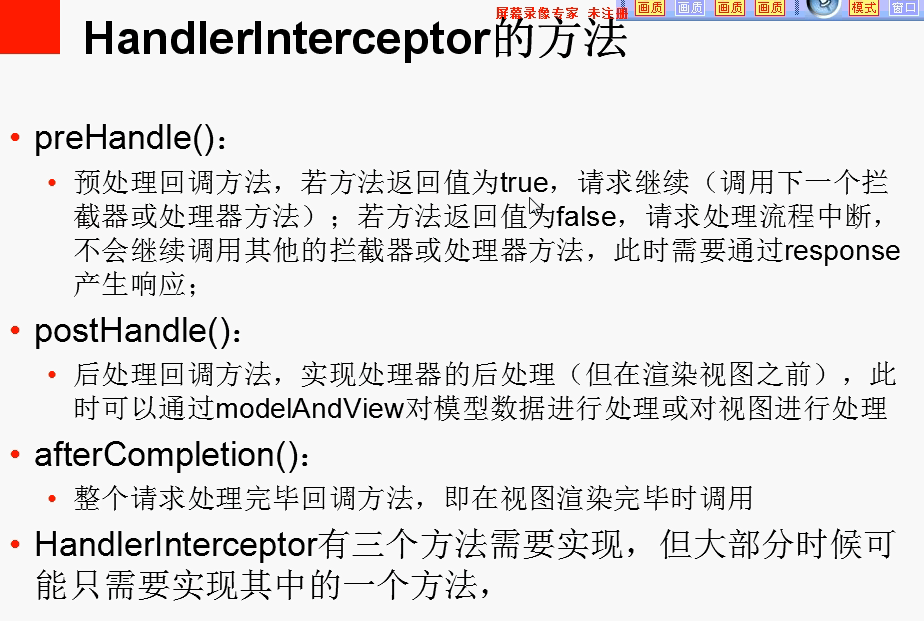 屏幕录像专家 未注册
画质 画质 画质 画质 模式 窗口
HandlerInterceptor的方法
• preHandle()：
• 预处理回调方法，若方法返回值为true，请求继续（调用下一个拦
截器或处理器方法）；若方法返回值为false，请求处理流程中断，
不会继续调用其他的拦截器或处理器方法，此时需要通过response
产生响应；
• postHandle()：
• 后处理回调方法，实现处理器的后处理（但在渲染视图之前），此
时可以通过modelAndView对模型数据进行处理或对视图进行处理
• afterCompletion()：
• 整个请求处理完毕回调方法，即在视图渲染完毕时调用
• HandlerInterceptor有三个方法需要实现，但大部分时候可
能只需要实现其中的一个方法，